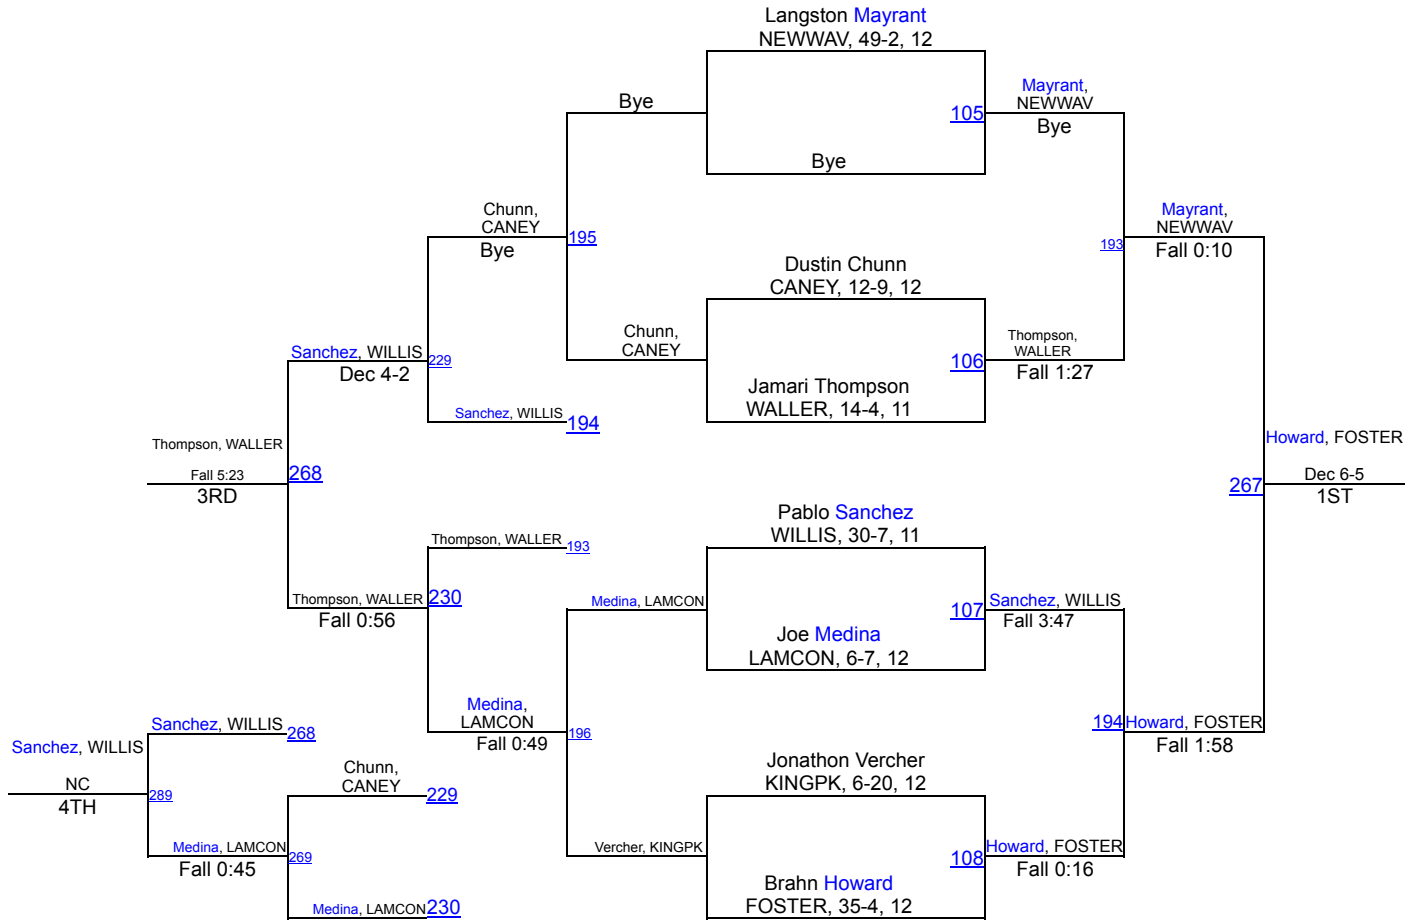 Langston Mayrant
NEWWAV, 49-2, 12
Bye
105
Mayrant,
NEWWAV
Bye
Bye
Chunn,
CANEY
Bye
195
Mayrant,
NEWWAV
Fall 0:10
193
Dustin Chunn
CANEY, 12-9, 12
Chunn,
CANEY
106
Thompson,
WALLER
Fall 1:27
Jamari Thompson
WALLER, 14-4, 11
Sanchez, WILLIS
Dec 4-2
229
Sanchez, WILLIS
194
Thompson, WALLER
Fall 5:23
3RD
268
Howard, FOSTER
Dec 6-5
1ST
267
Pablo Sanchez
WILLIS, 30-7, 11
Thompson, WALLER
193
Thompson, WALLER
Fall 0:56
230
Medina, LAMCON
107
Sanchez, WILLIS
Fall 3:47
Joe Medina
LAMCON, 6-7, 12
Medina,
LAMCON
Fall 0:49
196
194
Howard, FOSTER
Fall 1:58
Sanchez, WILLIS
NC
4TH
289
Sanchez, WILLIS
268
Chunn,
CANEY
229
Jonathon Vercher
KINGPK, 6-20, 12
Medina, LAMCON
Fall 0:45
269
Vercher, KINGPK
108
Howard, FOSTER
Fall 0:16
Brahn Howard
FOSTER, 35-4, 12
Medina, LAMCON
230